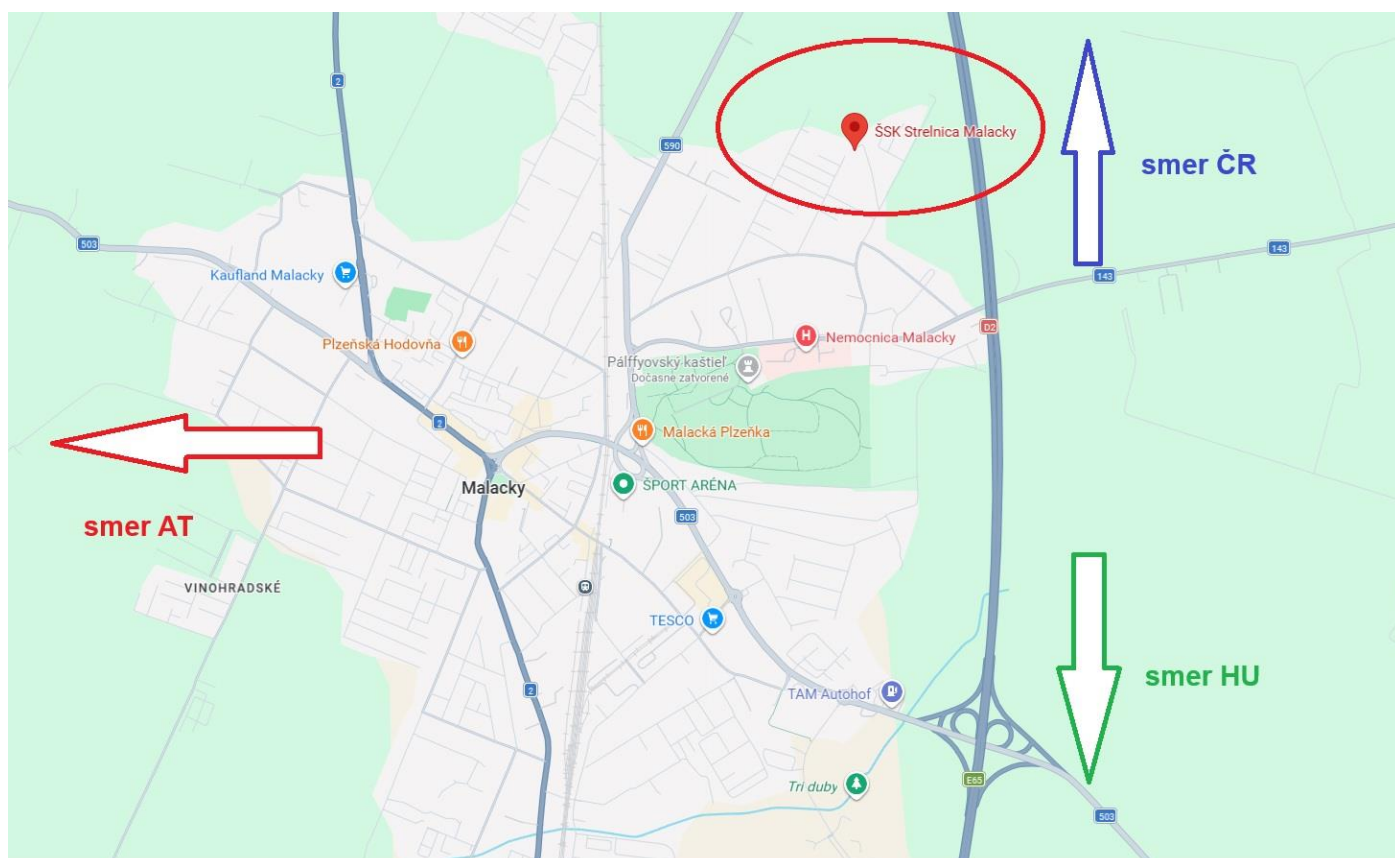 2
590
ŠSK Strelnica Malacky
smer ČR
503
143
143
Kaufland Malacky
D2
Plzeňská Hodovňa
Nemocnica Malacky
Pálffyovský kaštieľ
Dočasne zatvorené
2
Malacká Plzeňka
Malacky
ŠPORT ARÉNA
smer AT
503
VINOHRADSKÉ
TESCO
smer HU
2
TAM Autohof
E65
Tri duby
503